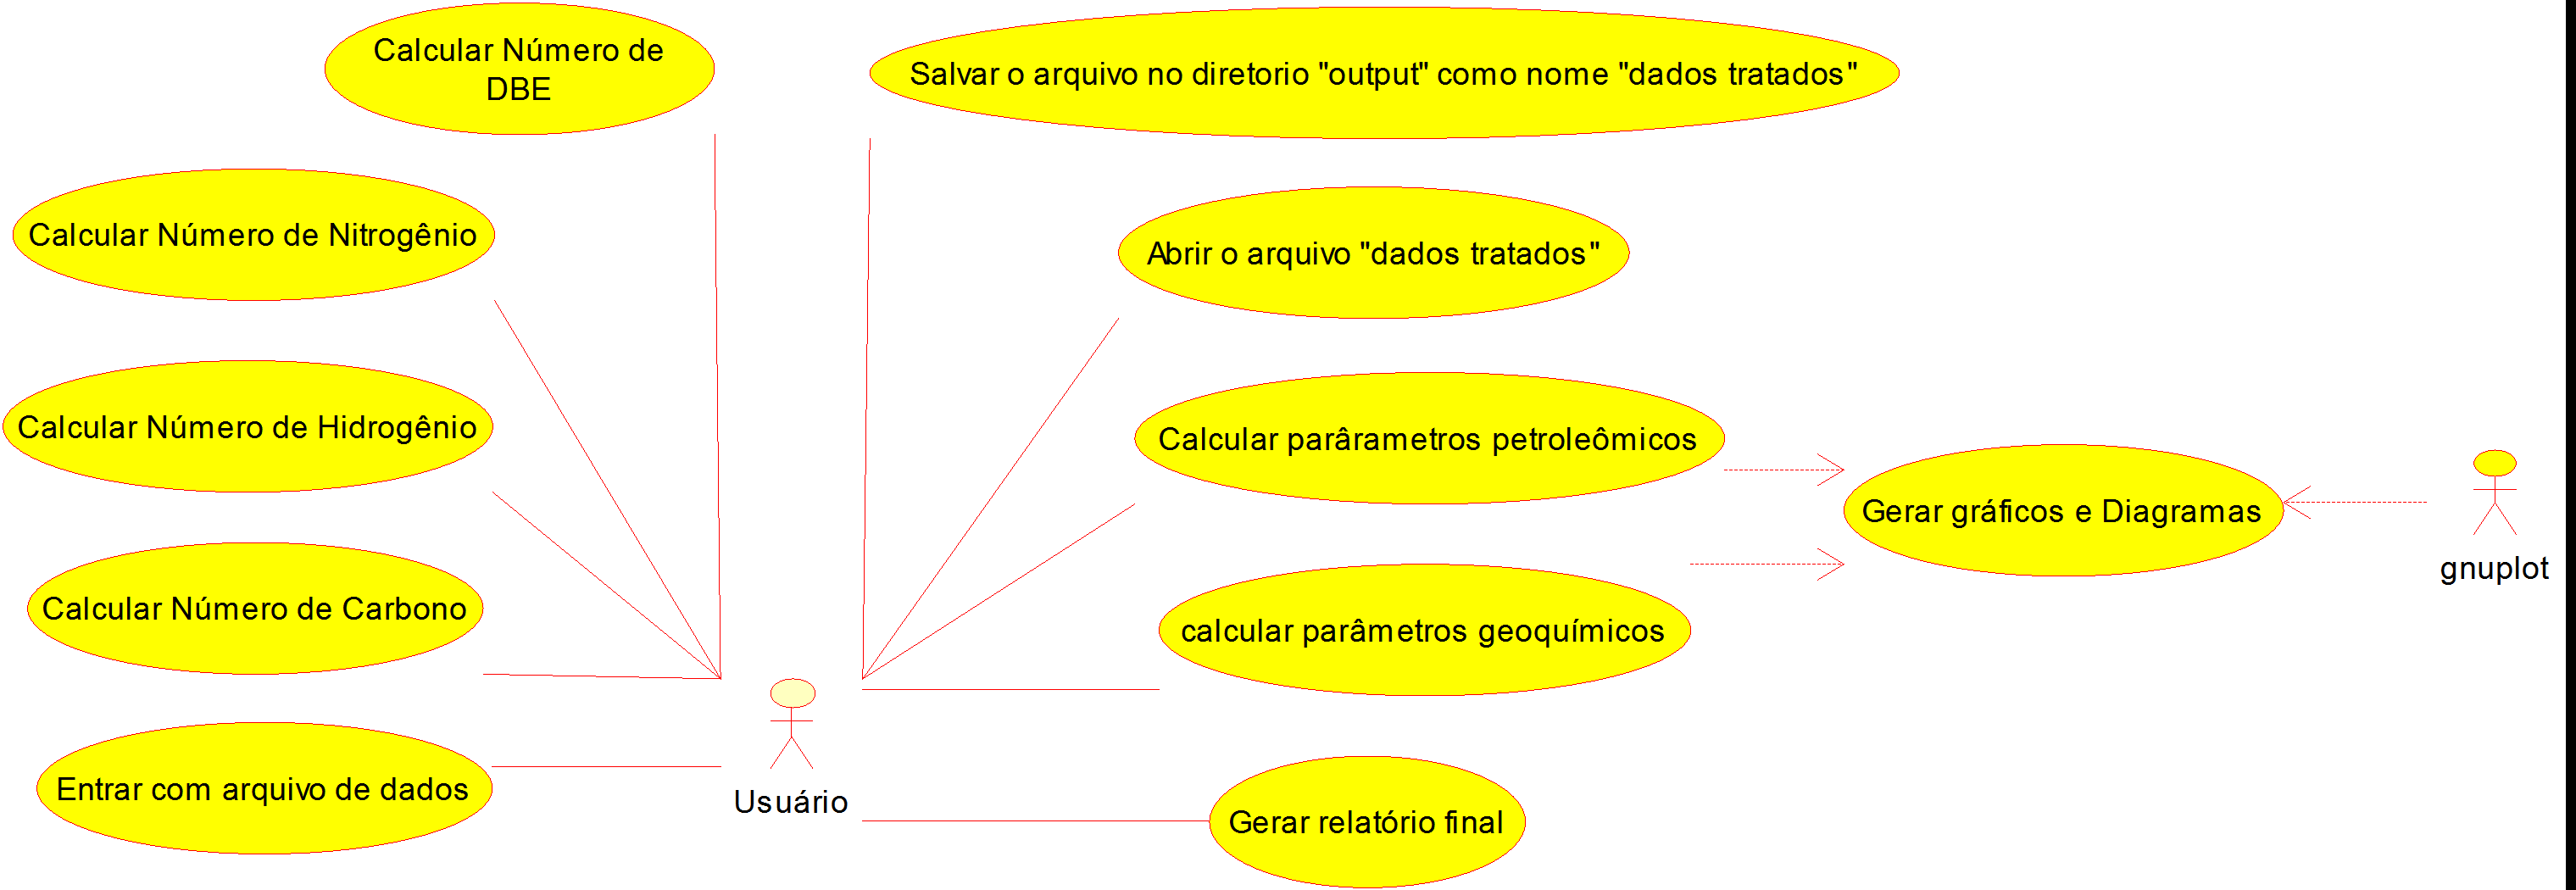 Calcular Número de
DBE
Salvar o arquivo no diretorio "output" como nome "dados tratados"
Calcular Número de Nitrogênio
Abrir o arquivo "dados tratados"
Calcular Número de Hidrogênio
Calcular parârametros petroleômicos
Gerar gráficos e Diagramas
gnuplot
Calcular Número de Carbono
calcular parâmetros geoquímicos
Entrar com arquivo de dados
Usuário
Gerar relatório final